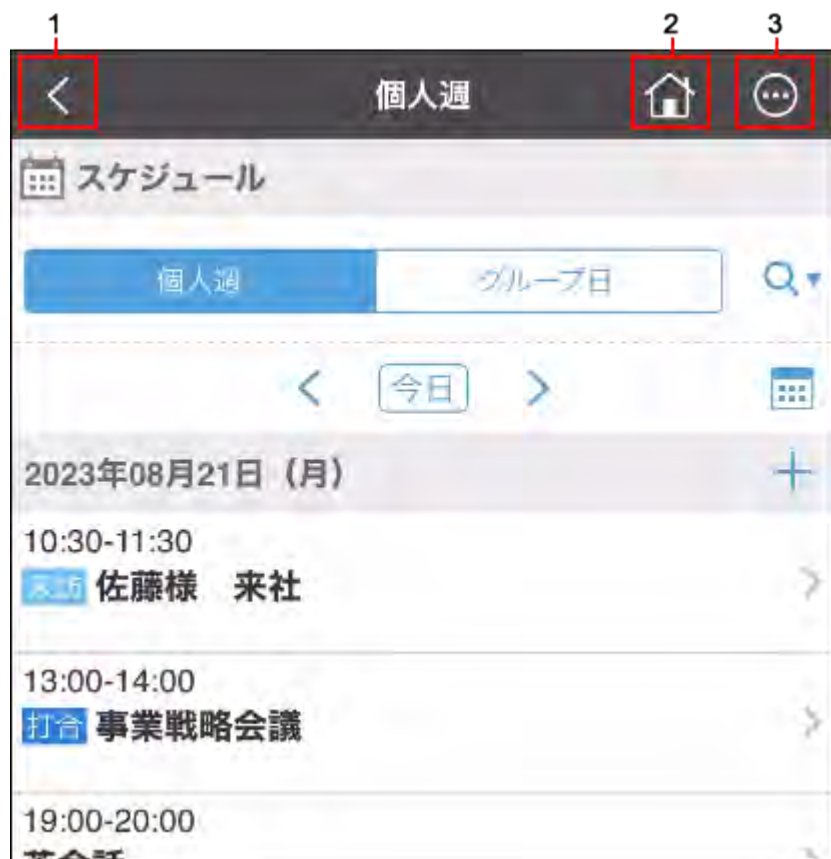 1 2 3
個人週
スケジュール
個人週 グループ日
今日
2023年08月21日（月）
10:30-11:30
来訪 佐藤様　来社
13:00-14:00
打合 事業戦略会議
19:00-20:00
英会話